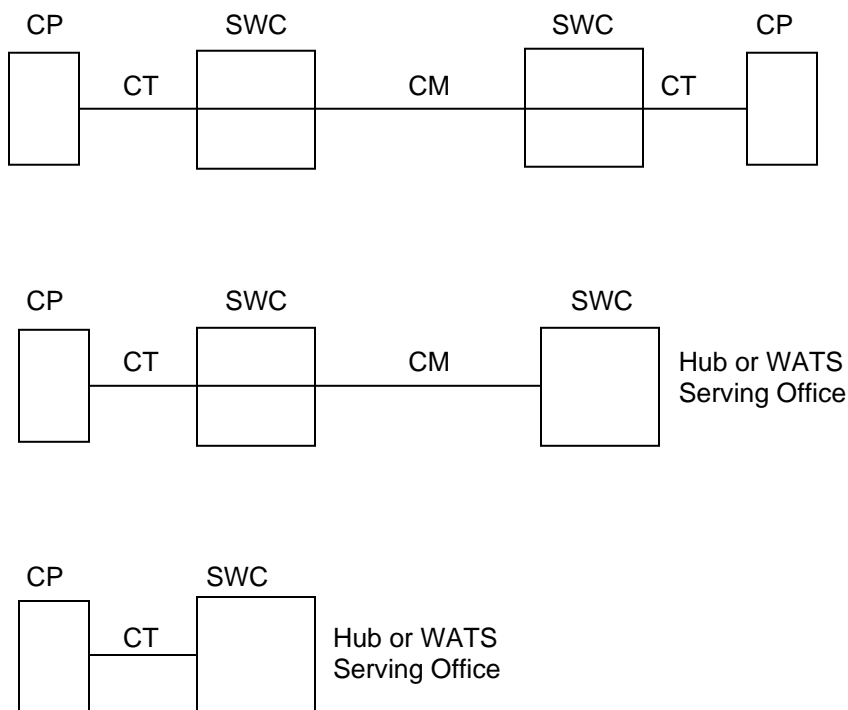 CP SWC SWC CP
CT CM CT
CP SWC SWC
CT CM Hub or WATS
Serving Office
CP SWC
CT Hub or WATS
Serving Office